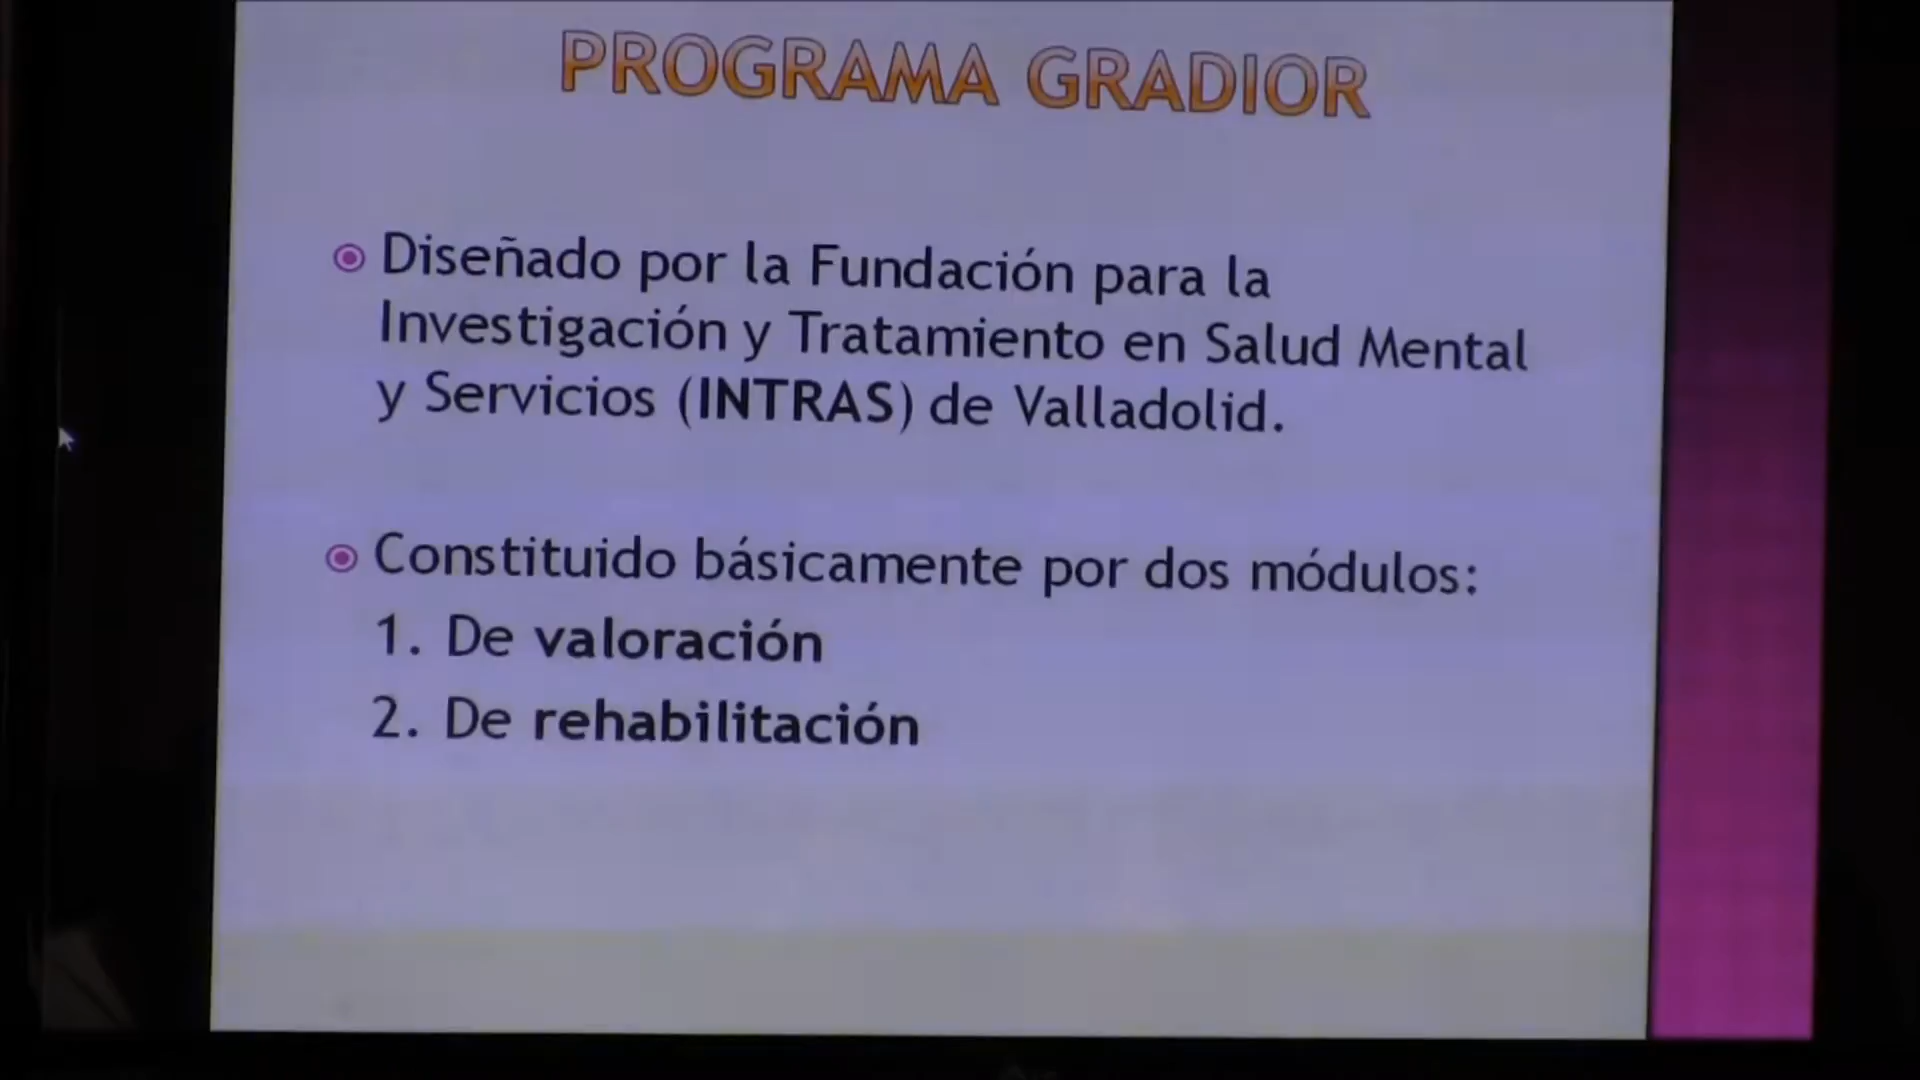 PROGRAMA GRADIOR
Diseñado por la Fundación para la
Investigación y Tratamiento en Salud Mental
y Servicios (INTRAS) de Valladolid.
Constituido básicamente por dos módulos:
1. De valoración
2. De rehabilitación